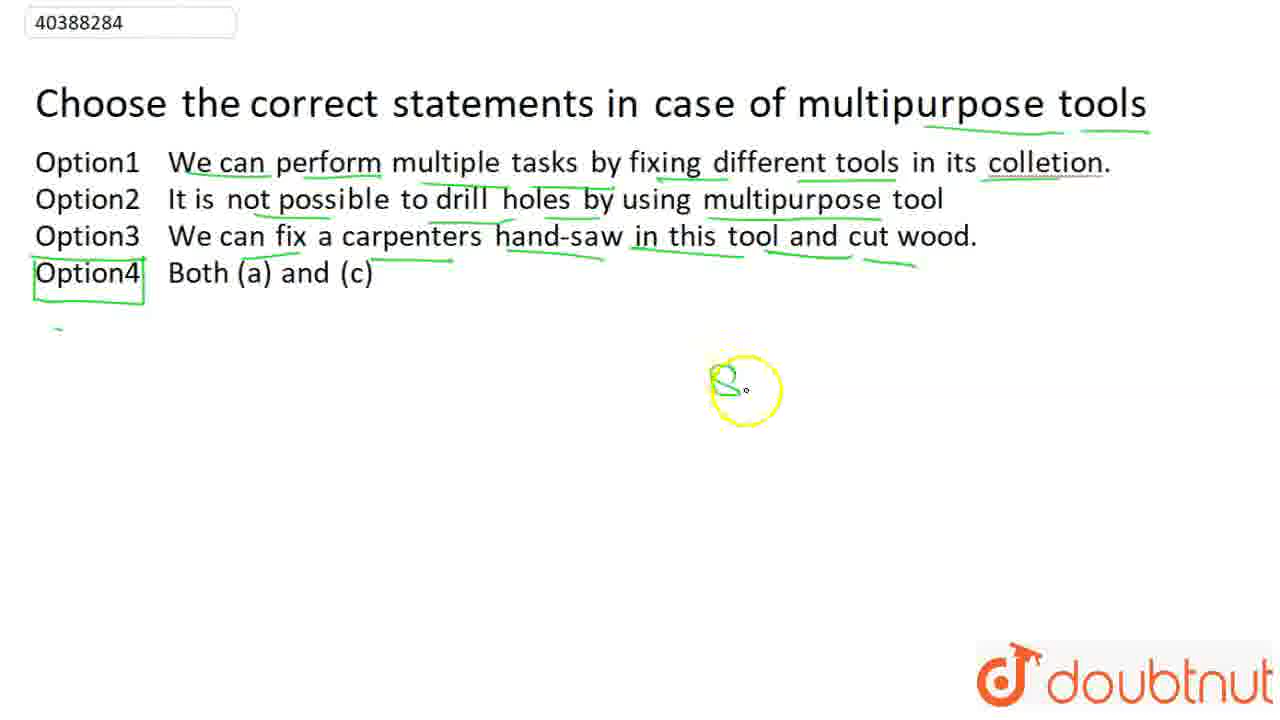 40388284
Choose the correct statements in case of multipurpose tools
Option1 We can perform multiple tasks by fixing different tools in its colletion.
Option2 It is not possible to drill holes by using multipurpose tool
Option3 We can fix a carpenters hand-saw in this tool and cut wood.
Option4 Both (a) and (c)
doubtnut